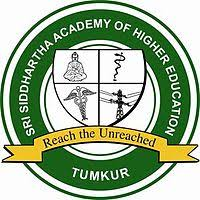 SRI SIDDHARTHA ACADEMY OF HIGHER EDUCATION
Reach the Unreached
TUMKUR